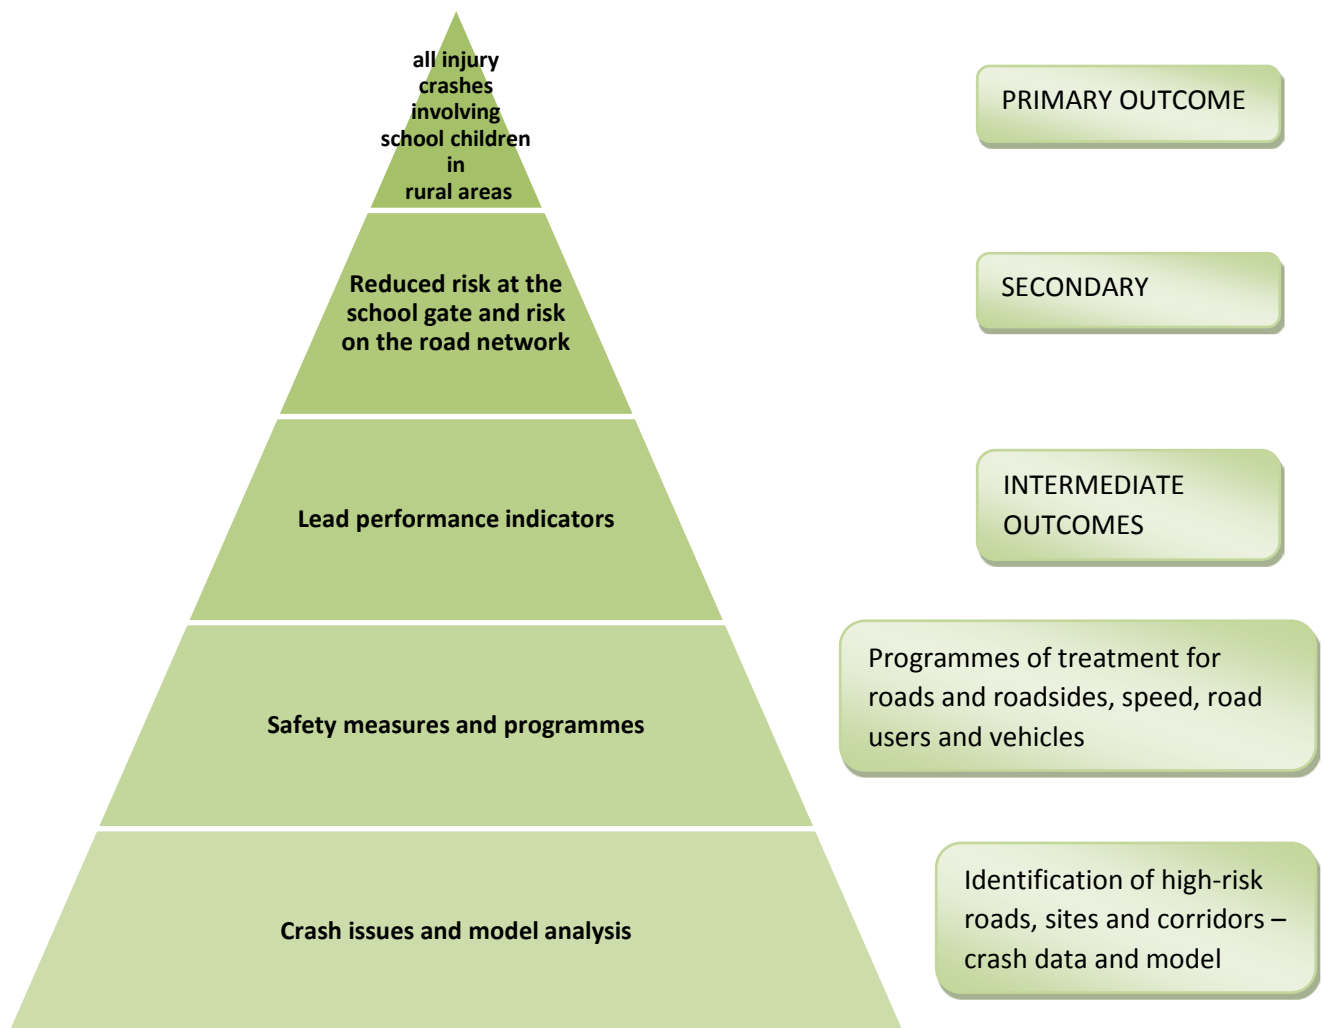 all injury
crashes
involving
school children
in
rural areas
PRIMARY OUTCOME
Reduced risk at the
school gate and risk
on the road network
SECONDARY
Lead performance indicators
INTERMEDIATE
OUTCOMES
Safety measures and programmes
Programmes of treatment for
roads and roadsides, speed, road
users and vehicles
Crash issues and model analysis
Identification of high-risk
roads, sites and corridors –
crash data and model